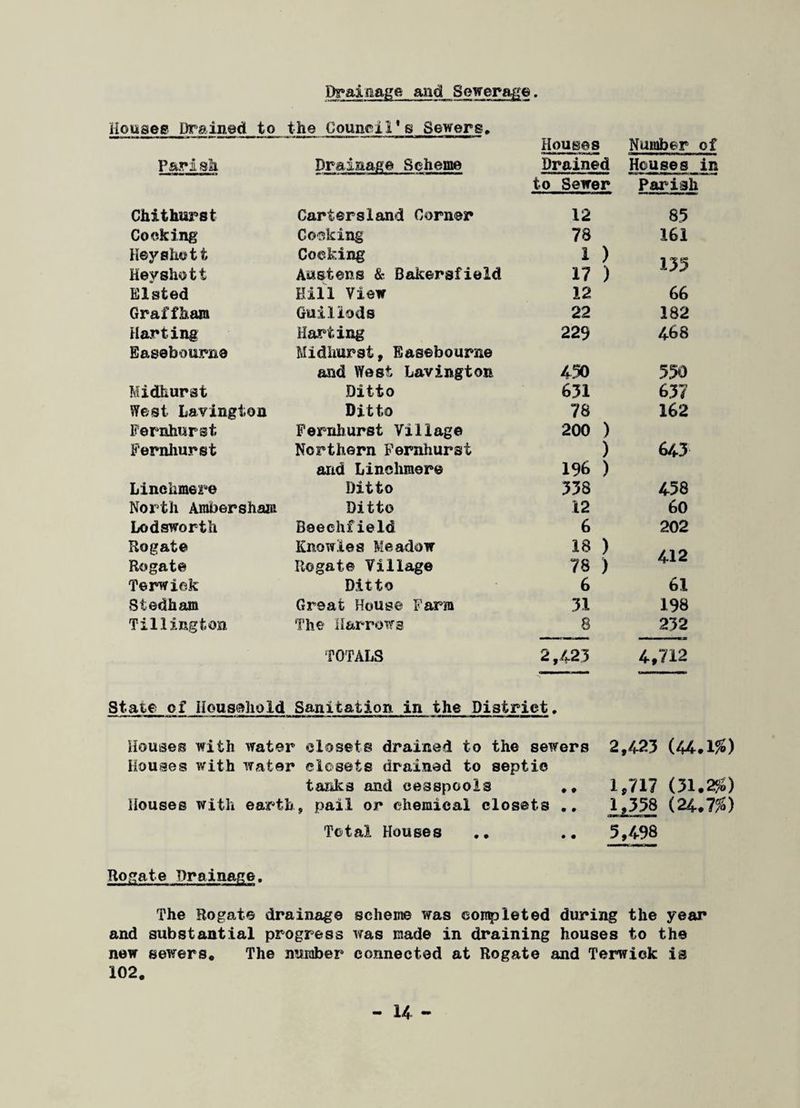 Drainage and Sewerage.
Houses Drained to the Council's Sewers.
Houses Number of
Parish Drainage Scheme Drained Houses in
to Sewer Parish
Chithurst Cartersland Corner 12 85
Cocking Cocking 78 161
Heyshott Cocking 1 )
135
Heyshott Austens & Bakersfield 17 )
Elsted Hill View 12 66
Graffham Guillods 22 182
Harting Harting 229 468
Easebourne Midhurst, Easebourne
and West Lavington 450 550
Midhurst Ditto 631 637
West Lavington Ditto 78 162
Fernhurst Fernhurst Village 200 )
Fernhurst Northern Fernhurst ) 643
and Linchmere 196 )
Linchmere Ditto 338 458
North Ambersham Ditto 12 60
Lodsworth Beechfield 6 202
Rogate Knowles Meadow 18 )
412
Rogate Rogate Village 78 )
Terwick Ditto 6 61
Stedham Great House Farm 31 198
Tillington The Harrows 8 232
TOTALS 2,423 4,712
State of Household Sanitation in the District.
Houses with water closets drained to the sewers 2,423 (44.1%)
Houses with water closets drained to septic
tanks and cesspools .. 1,717 (31.2%)
Houses with earth, pail or chemical closets .. 1,358 (24.7%)
Total Houses .. .. 5,498
Rogate Drainage.
The Rogate drainage scheme was completed during the year
and substantial progress was made in draining houses to the
new sewers. The number connected at Rogate and Terwick is
102.
- 14 -